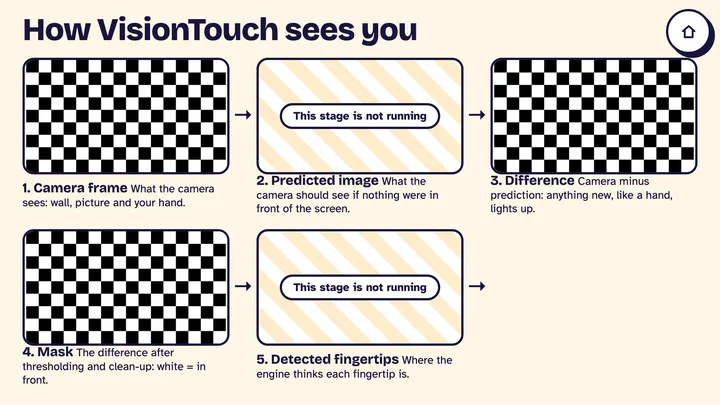 How VisionTouch sees you
This stage is not running
1. Camera frame What the camera
sees: wall, picture and your hand.
2. Predicted image What the
camera should see if nothing were in
front of the screen.
3. Difference Camera minus
prediction: anything new, like a hand,
lights up.
This stage is not running
4. Mask The difference after
thresholding and clean-up: white = in
front.
5. Detected fingertips Where the
engine thinks each fingertip is.